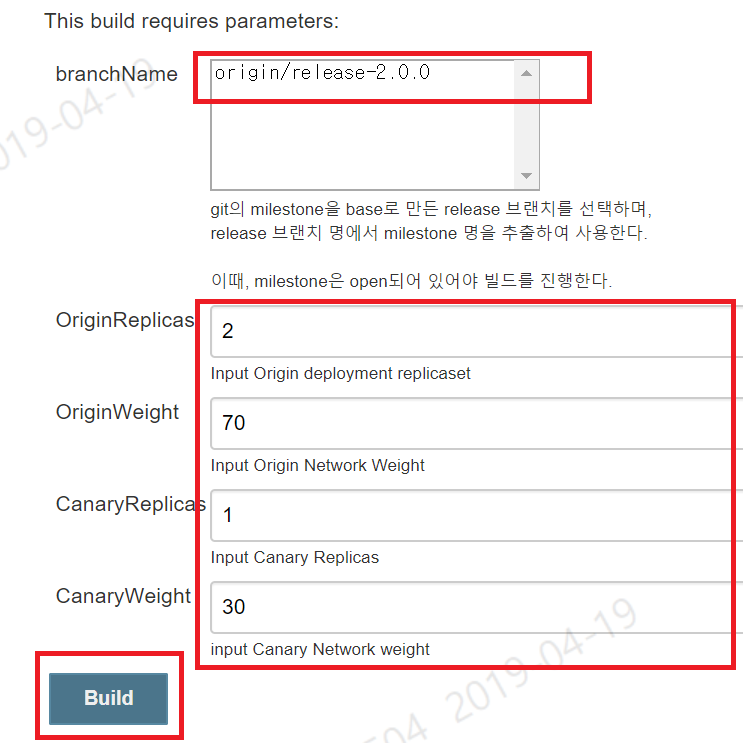 This build requires parameters:
branchName
origin/release-2.0.0
git의 milestone을 base로 만든 release 브랜치를 선택하며,
release 브랜치 명에서 milestone 명을 추출하여 사용한다.
이때, milestone은 open되어 있어야 빌드를 진행한다.
OriginReplicas
2
Input Origin deployment replicaset
OriginWeight
70
Input Origin Network Weight
CanaryReplicas
1
Input Canary Replicas
CanaryWeight
30
input Canary Network weight
Build
2019-04-19
2019-04-19